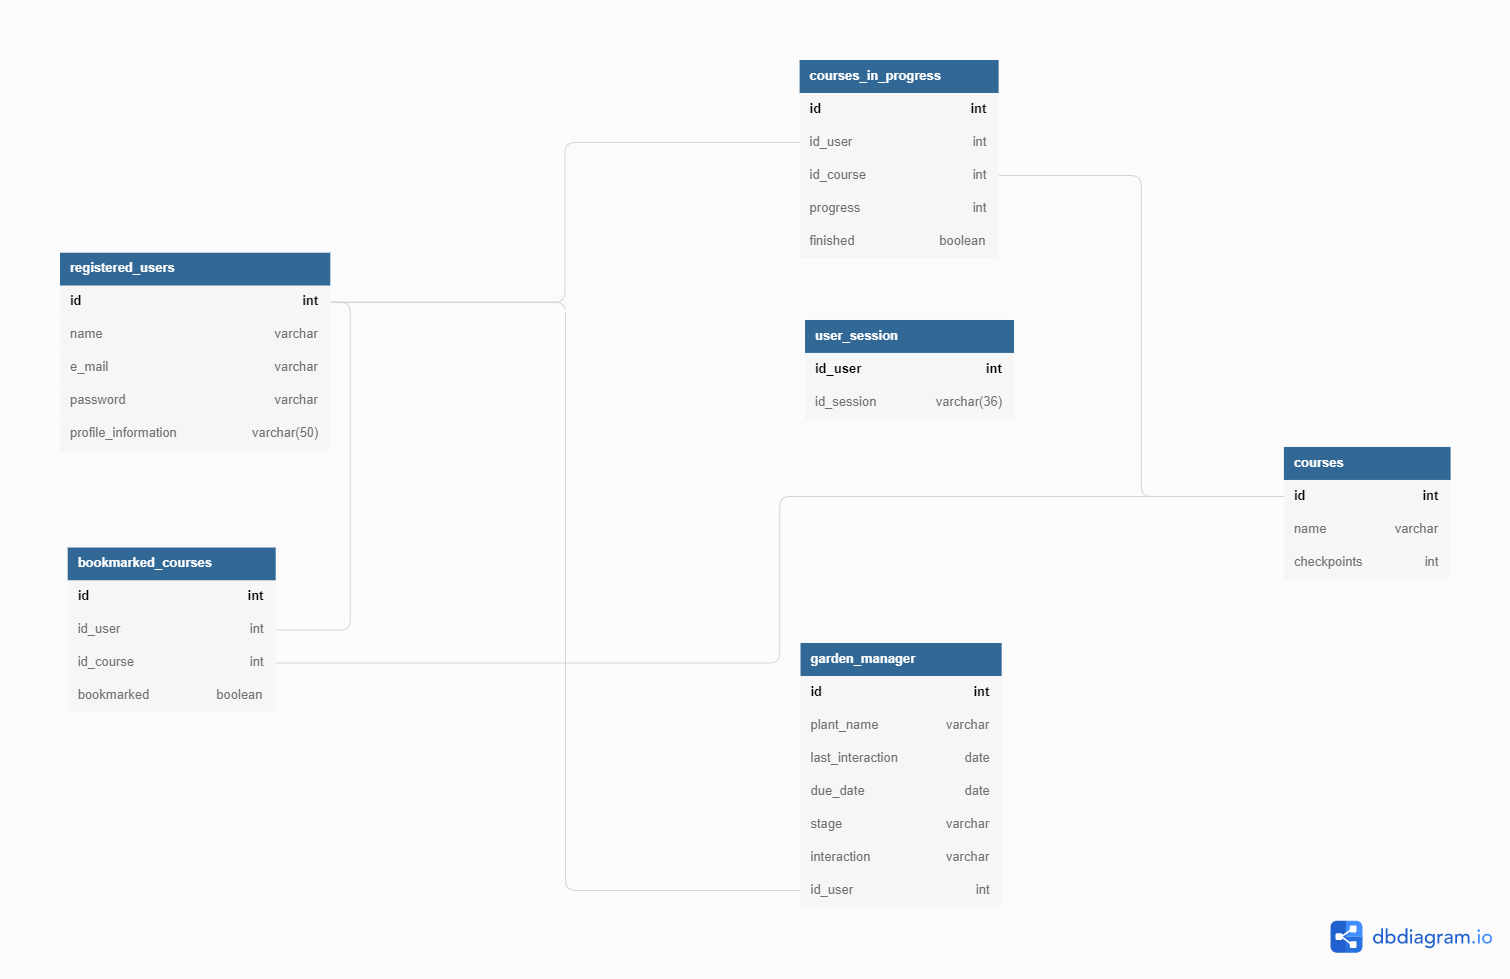 courses_in_progress
id int
id_user int
id_course int
progress int
finished boolean
registered_users
id int
name varchar
e_mail varchar
password varchar
profile_information varchar(50)
user_session
id_user int
id_session varchar(36)
courses
id int
name varchar
checkpoints int
bookmarked_courses
id int
id_user int
id_course int
bookmarked boolean
garden_manager
id int
plant_name varchar
last_interaction date
due_date date
stage varchar
interaction varchar
id_user int
dbdiagram.io